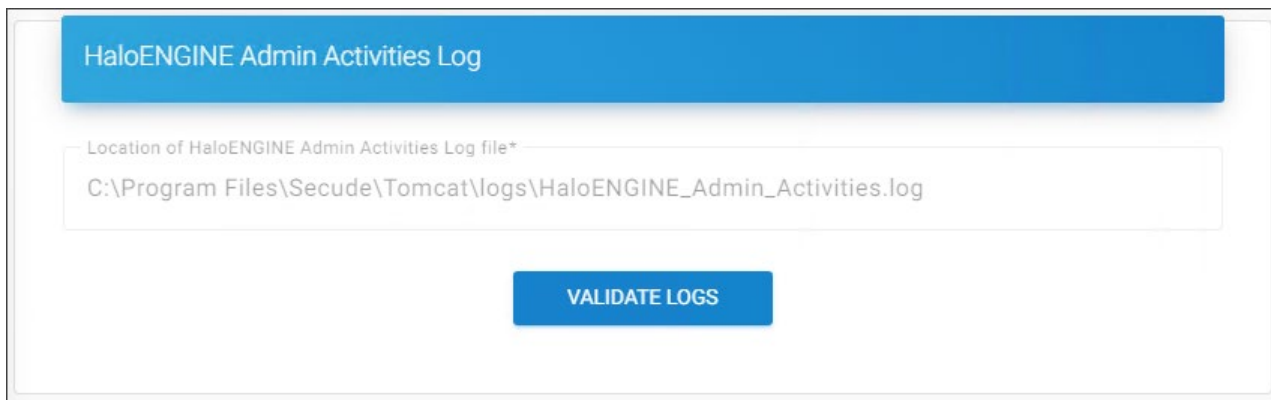 HaloENGINE Admin Activities Log
Location of HaloENGINE Admin Activities Log file*
C:\Program Files\Secude\Tomcat\logs\HaloENGINE_Admin_Activities.log
VALIDATE LOGS